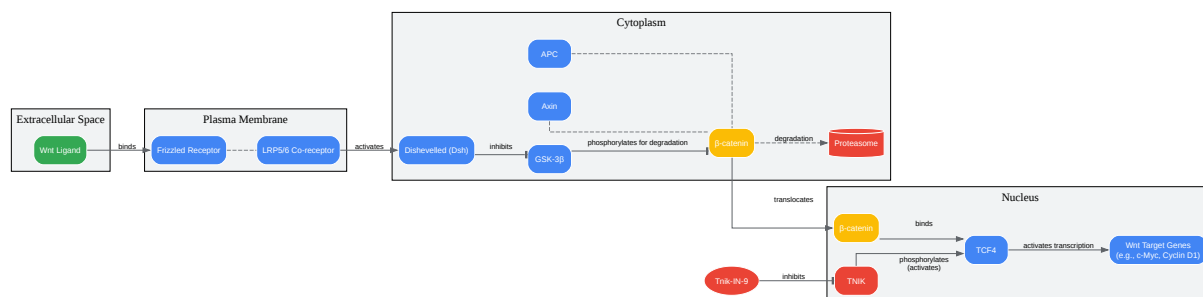 Cytoplasm
APC
Axin
Extracellular Space
Plasma Membrane
Wnt Ligand
binds
Frizzled Receptor
LRP5/6 Co-receptor
activates
Dishevelled (Dsh)
inhibits
GSK-3β
phosphorylates for degradation
β-catenin
degradation
Proteasome
translocates
Nucleus
β-catenin
binds
TCF4
activates transcription
Wnt Target Genes
(e.g., c-Myc, Cyclin D1)
phosphorylates
(activates)
Tnik-IN-9
inhibits
TNIK